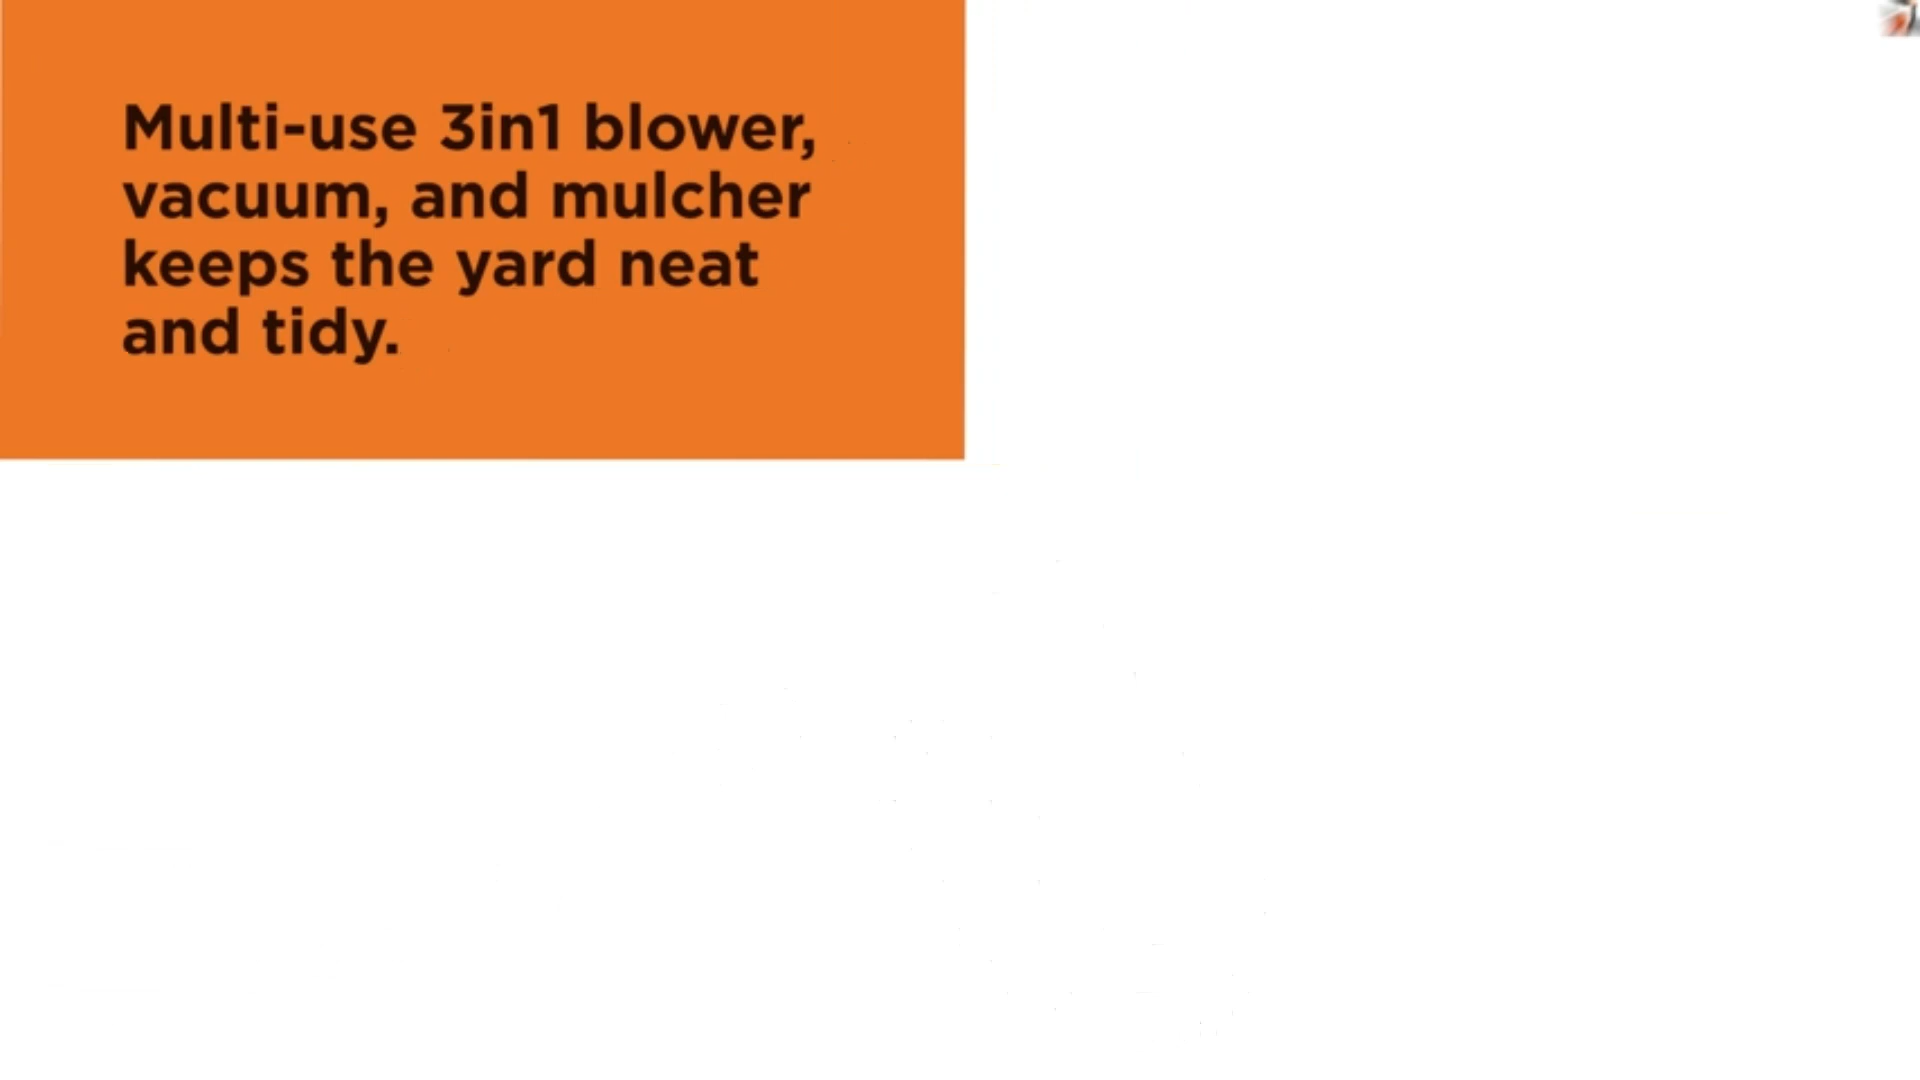 Multi-use 3in1 blower,
vacuum, and mulcher
keeps the yard neat
and tidy.